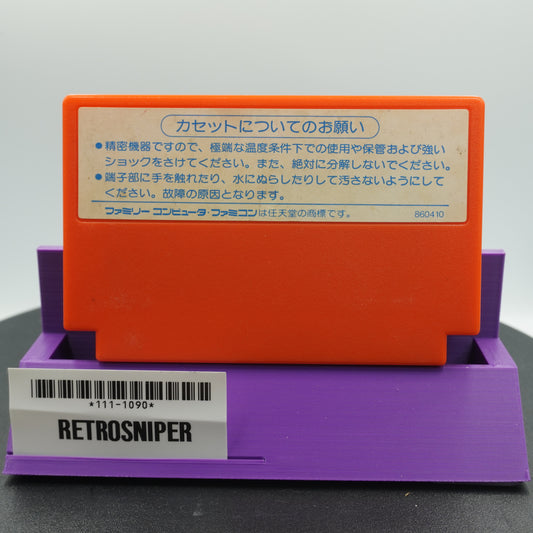 カセットについてのお願い
●精密機器ですので、極端な温度条件下での使用や保管および強い
ショックをさけてください。また、絶対に分解しないでください。
●端子部に手を触れたり、水にぬらしたりして汚さないようにして
ください。故障の原因となります。
ファミリーコンピュータ・ファミコンは任天堂の商標です。 860410
*111-1090*
RETROSNIPER